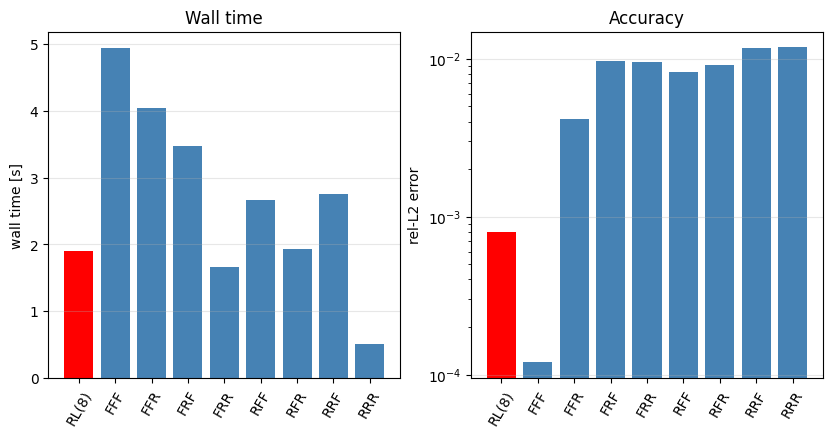 Wall time
wall time [s]
5
4
3
2
1
0
RL(8) FFF FFR FRF FRR RFF RFR RRF RRR
Accuracy
rel-L2 error
10⁻²
10⁻³
10⁻⁴
RL(8) FFF FFR FRF FRR RFF RFR RRF RRR